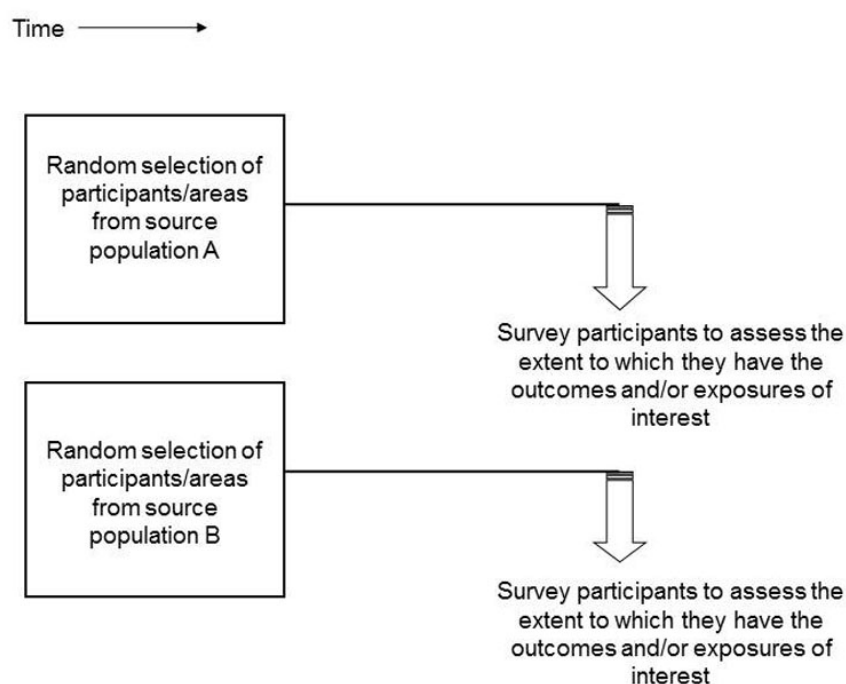 Time
Random selection of
participants/areas
from source
population A
Survey participants to assess the
extent to which they have the
outcomes and/or exposures of
interest
Random selection of
participants/areas
from source
population B
Survey participants to assess the
extent to which they have the
outcomes and/or exposures of
interest